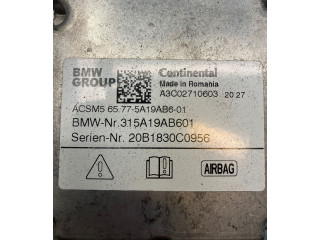 BMW
GROUP
Continental
Made in Romania
A3C02710603 20 27
ACSM5 65.77-5A19AB6-01
BMW-Nr.315A19AB601
Serien-Nr. 20B1830C0956
AIRBAG